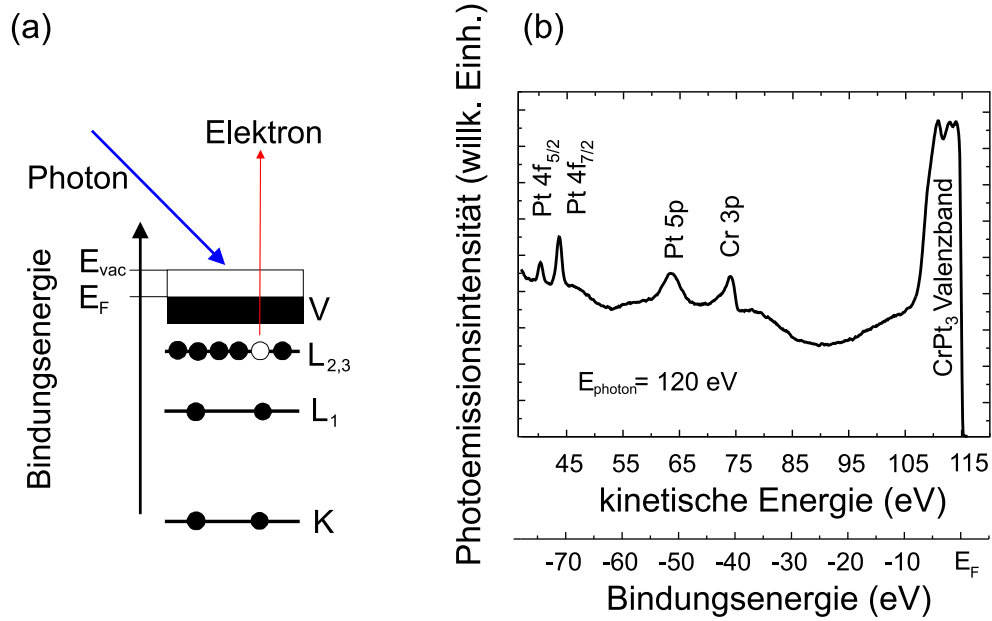 (a)
Elektron
Photon
Bindungsenergie
E_vac
E_F
V
L_2,3
L_1
K
(b)
Photoemissionsintensität (willk. Einh.)
Pt 4f_5/2
Pt 4f_7/2
Pt 5p
Cr 3p
CrPt_3 Valenzband
E_photon = 120 eV
45 55 65 75 85 95 105 115
kinetische Energie (eV)
-70 -60 -50 -40 -30 -20 -10 E_F
Bindungsenergie (eV)